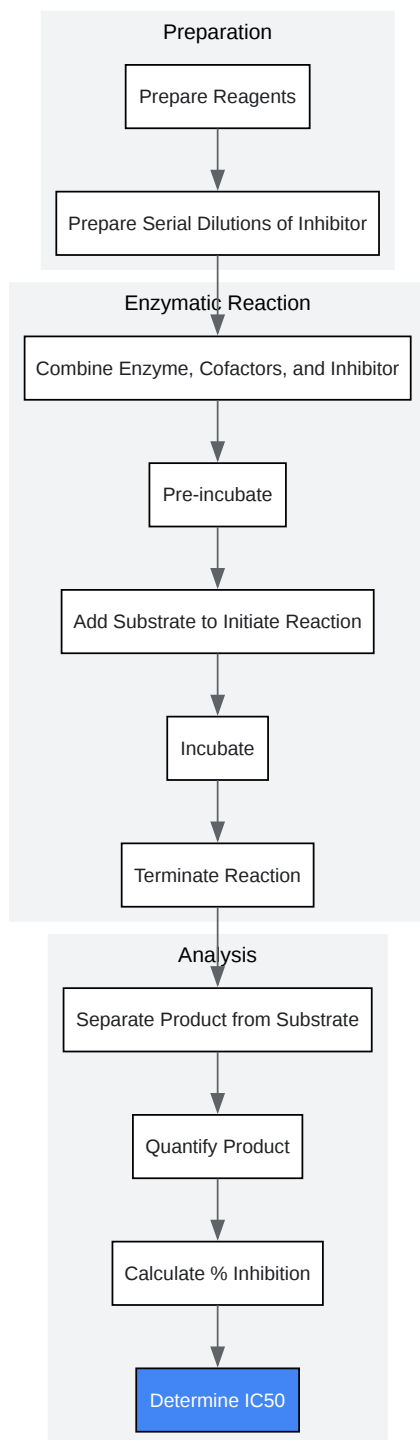 Preparation
Prepare Reagents
Prepare Serial Dilutions of Inhibitor
Enzymatic Reaction
Combine Enzyme, Cofactors, and Inhibitor
Pre-incubate
Add Substrate to Initiate Reaction
Incubate
Terminate Reaction
Analysis
Separate Product from Substrate
Quantify Product
Calculate % Inhibition
Determine IC50